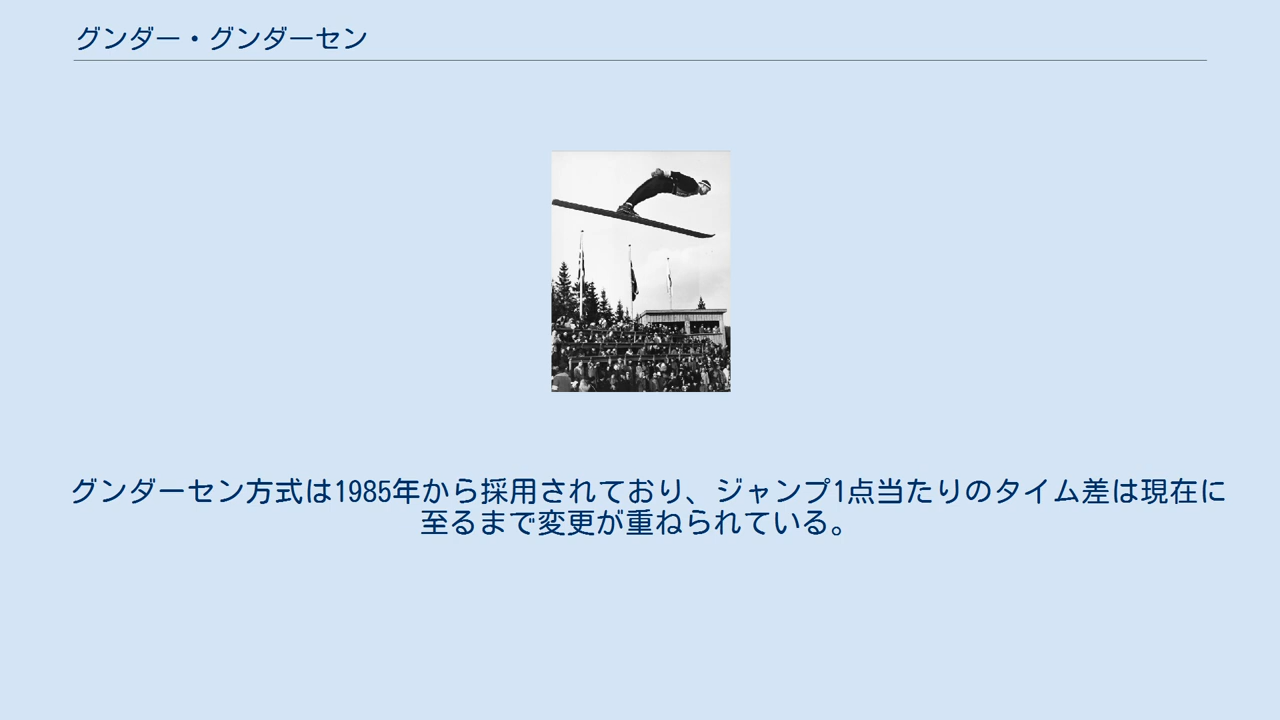 グンダー・グンダーセン
グンダーセン方式は1985年から採用されており、ジャンプ1点当たりのタイム差は現在に
至るまで変更が重ねられている。